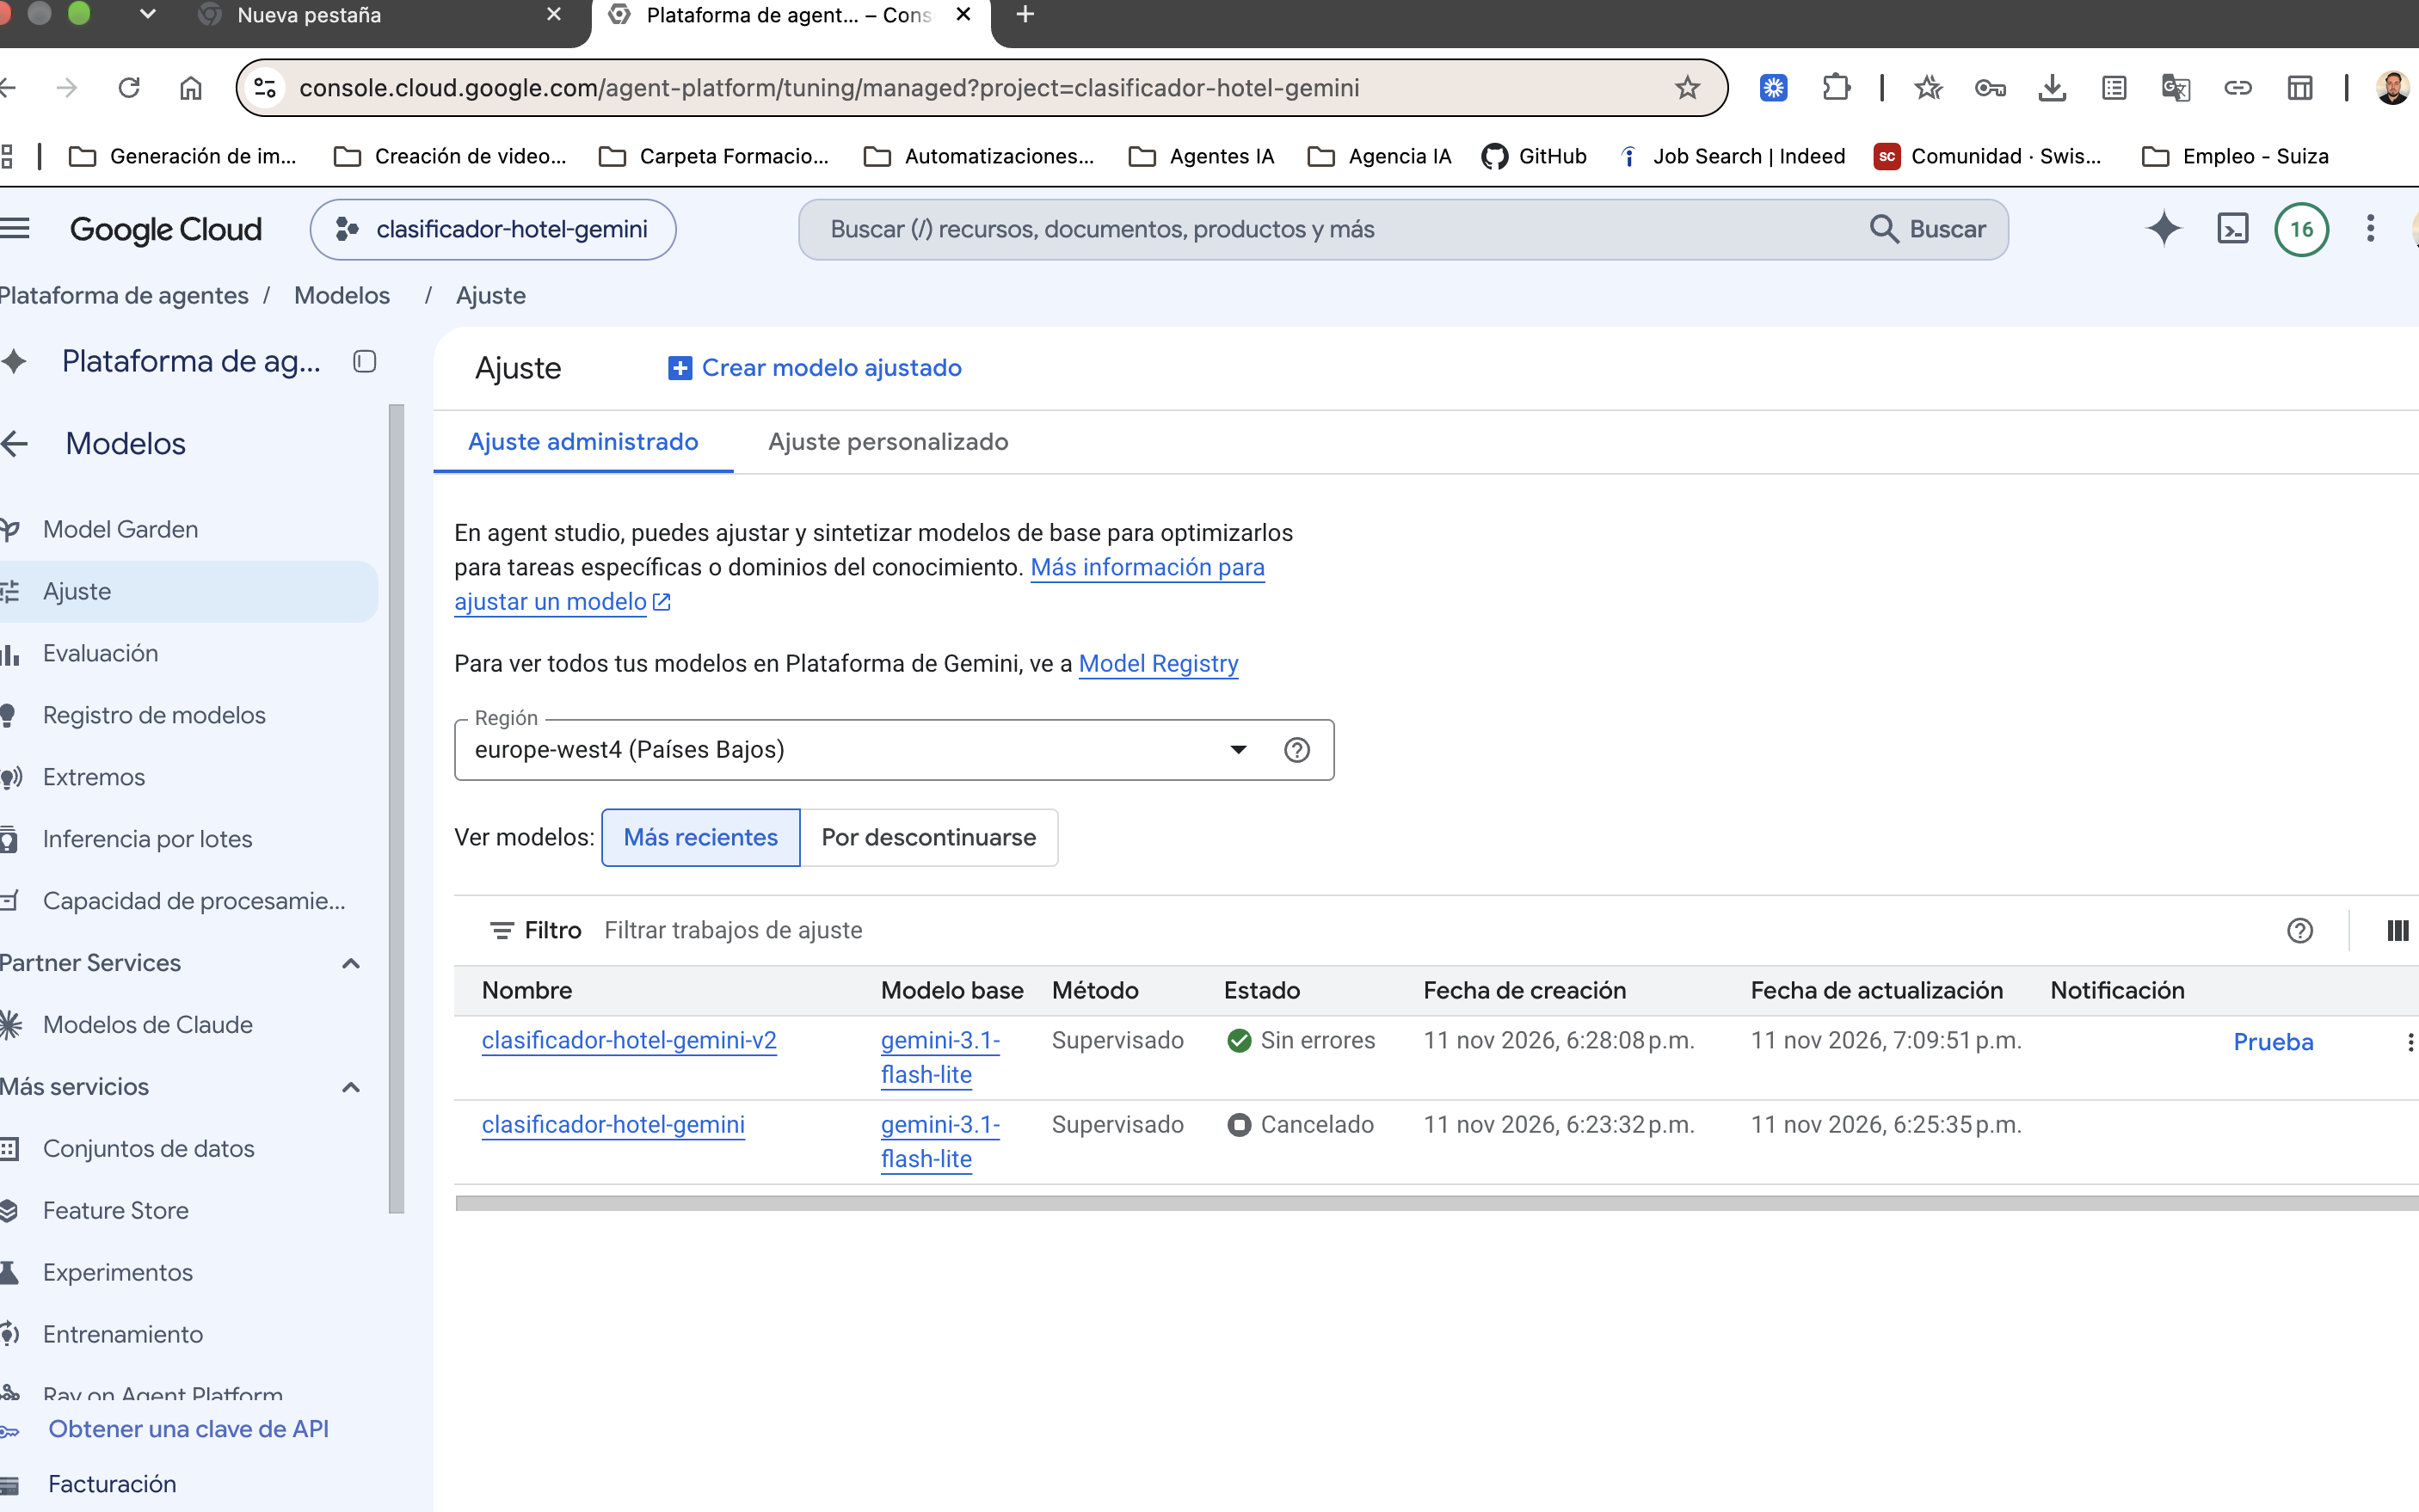 Nueva pestaña
Plataforma de agent... – Cons
console.cloud.google.com/agent-platform/tuning/managed?project=clasificador-hotel-gemini
Generación de im...
Creación de video...
Carpeta Formacio...
Automatizaciones...
Agentes IA
Agencia IA
GitHub
Job Search | Indeed
sc
Comunidad · Swis...
Empleo - Suiza
Google Cloud
clasificador-hotel-gemini
Buscar (/) recursos, documentos, productos y más
Buscar
16
Plataforma de agentes / Modelos / Ajuste
Plataforma de ag...
Modelos
Model Garden
Ajuste
Evaluación
Registro de modelos
Extremos
Inferencia por lotes
Capacidad de procesamie...
Partner Services
Modelos de Claude
Más servicios
Conjuntos de datos
Feature Store
Experimentos
Entrenamiento
Ray on Agent Platform
Obtener una clave de API
Facturación
Ajuste
Crear modelo ajustado
Ajuste administrado
Ajuste personalizado
En agent studio, puedes ajustar y sintetizar modelos de base para optimizarlos
para tareas específicas o dominios del conocimiento. Más información para
ajustar un modelo
Para ver todos tus modelos en Plataforma de Gemini, ve a Model Registry
Región
europe-west4 (Países Bajos)
Ver modelos: Más recientes Por descontinuarse
Filtro Filtrar trabajos de ajuste
Nombre Modelo base Método Estado Fecha de creación Fecha de actualización Notificación
clasificador-hotel-gemini-v2 gemini-3.1- Supervisado Sin errores 11 nov 2026, 6:28:08 p.m. 11 nov 2026, 7:09:51 p.m. Prueba
flash-lite
clasificador-hotel-gemini gemini-3.1- Supervisado Cancelado 11 nov 2026, 6:23:32 p.m. 11 nov 2026, 6:25:35 p.m.
flash-lite